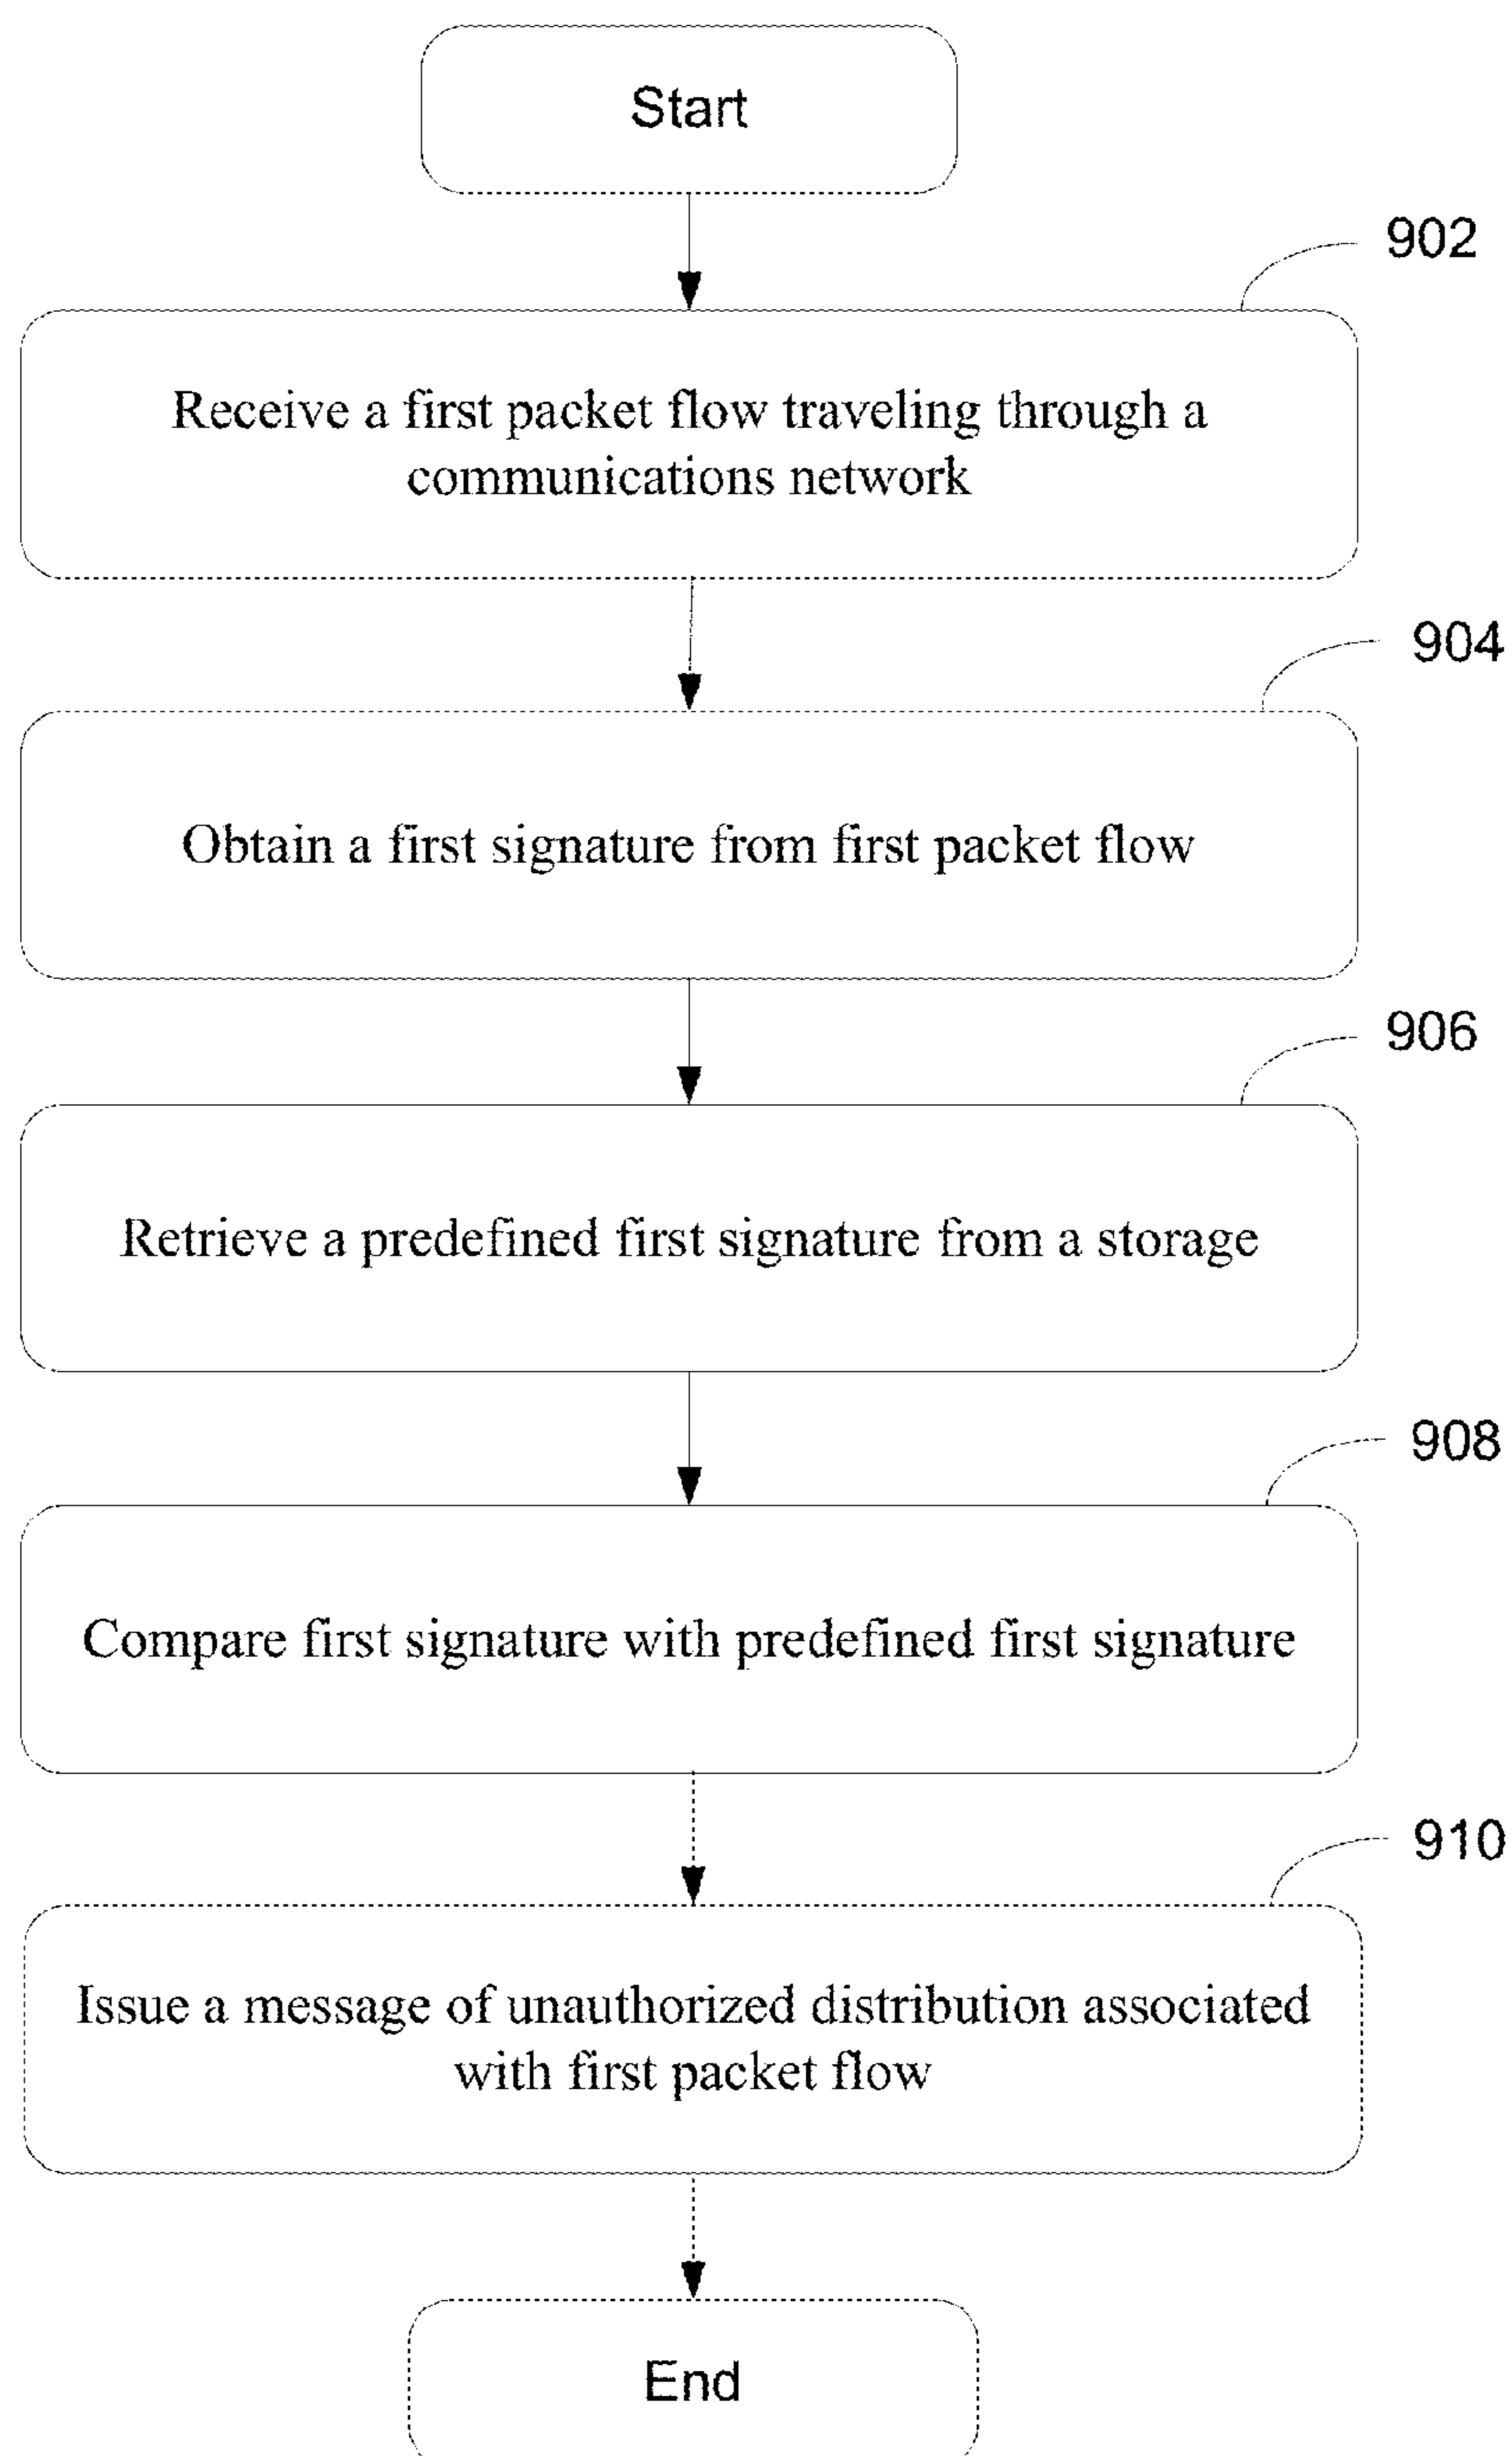 Start
902
Receive a first packet flow traveling through a
communications network
904
Obtain a first signature from first packet flow
906
Retrieve a predefined first signature from a storage
908
Compare first signature with predefined first signature
910
Issue a message of unauthorized distribution associated
with first packet flow
End